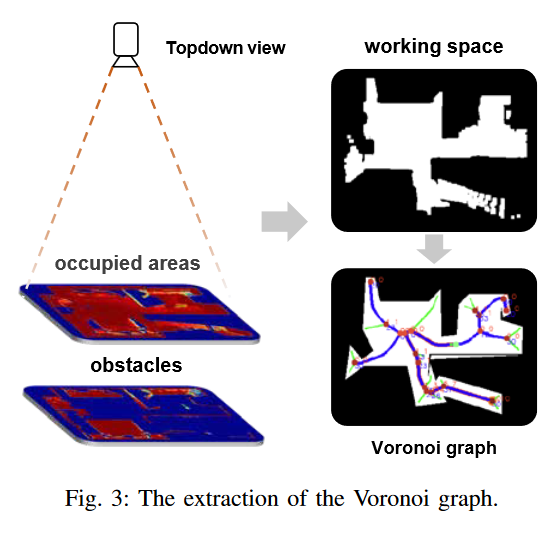 Topdown view
working space
occupied areas
obstacles
Voronoi graph
Fig. 3: The extraction of the Voronoi graph.